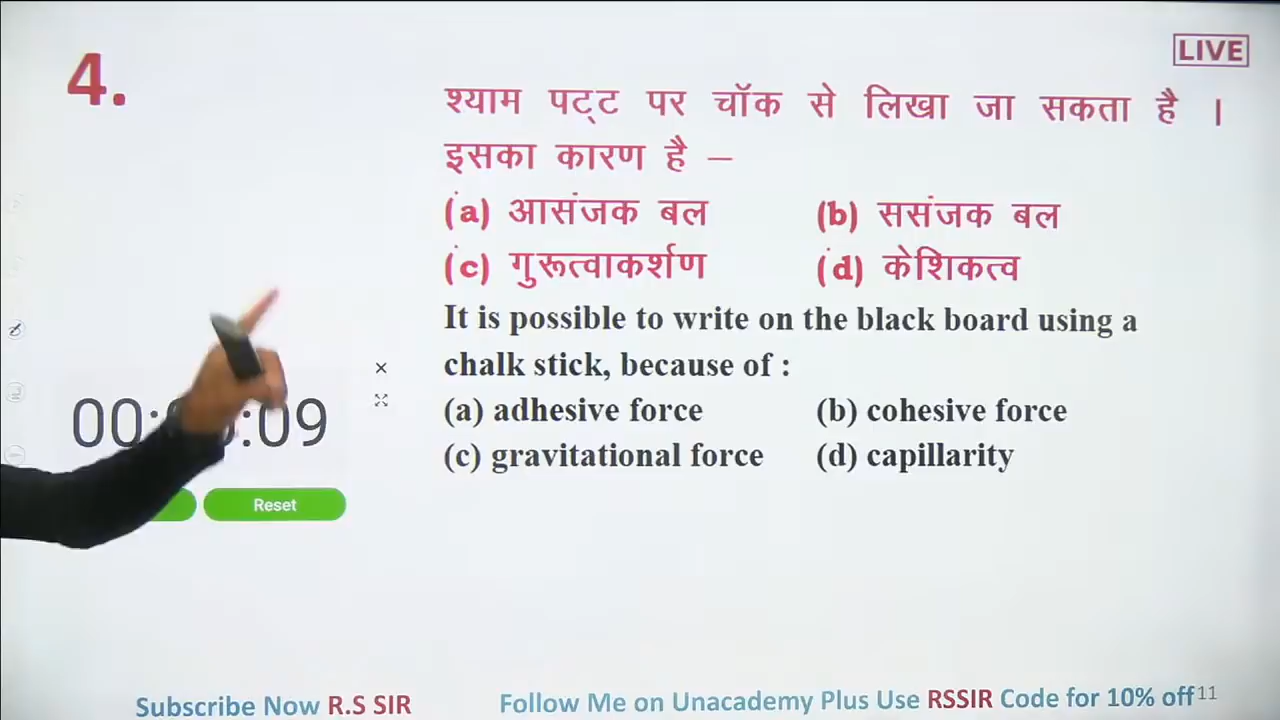 4.
LIVE
श्याम पट्ट पर चॉक से लिखा जा सकता है ।
इसका कारण है –
(a) आसंजक बल (b) ससंजक बल
(c) गुरूत्वाकर्शण (d) केशिकत्व
It is possible to write on the black board using a
chalk stick, because of :
(a) adhesive force (b) cohesive force
(c) gravitational force (d) capillarity
00: :09
Reset
Subscribe Now R.S SIR
Follow Me on Unacademy Plus Use RSSIR Code for 10% off 11